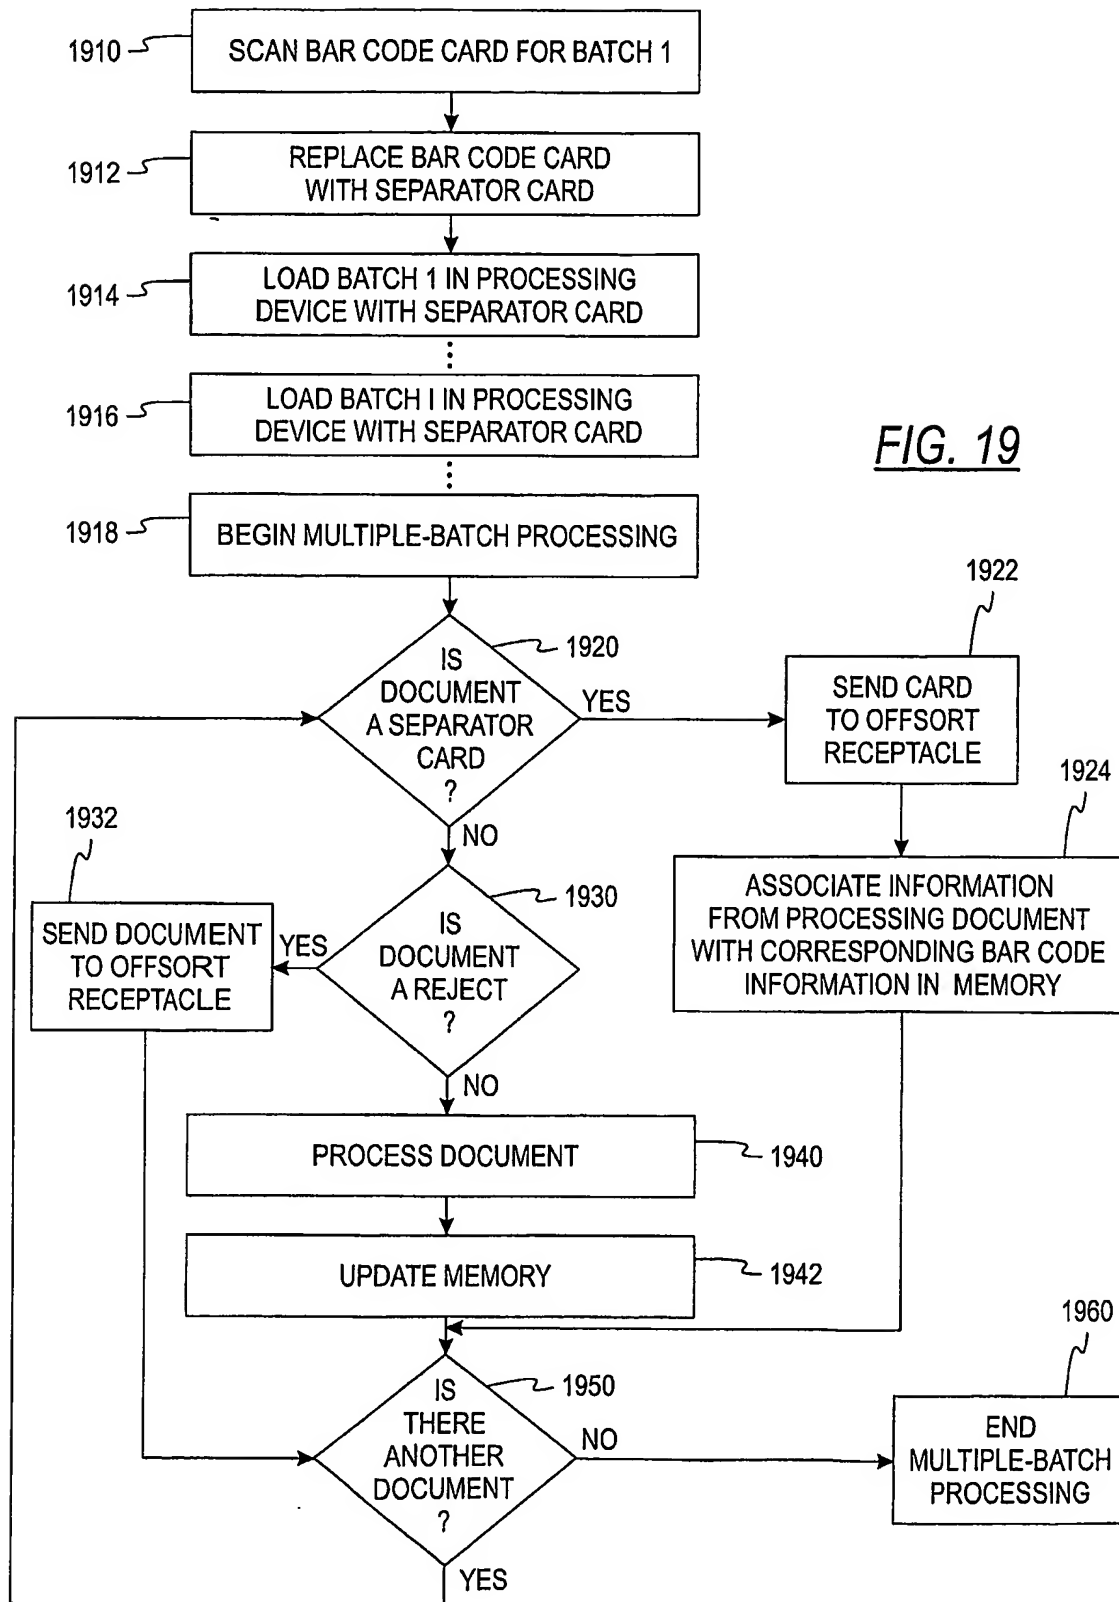 1910
SCAN BAR CODE CARD FOR BATCH 1
1912
REPLACE BAR CODE CARD
WITH SEPARATOR CARD
1914
LOAD BATCH 1 IN PROCESSING
DEVICE WITH SEPARATOR CARD
1916
LOAD BATCH I IN PROCESSING
DEVICE WITH SEPARATOR CARD
FIG. 19
1918
BEGIN MULTIPLE-BATCH PROCESSING
1920
IS
DOCUMENT
A SEPARATOR
CARD
?
YES
NO
1922
SEND CARD
TO OFFSORT
RECEPTACLE
1924
ASSOCIATE INFORMATION
FROM PROCESSING DOCUMENT
WITH CORRESPONDING BAR CODE
INFORMATION IN MEMORY
1930
IS
DOCUMENT
A REJECT
?
YES
NO
1932
SEND DOCUMENT
TO OFFSORT
RECEPTACLE
PROCESS DOCUMENT
1940
UPDATE MEMORY
1942
1950
IS
THERE
ANOTHER
DOCUMENT
?
NO
YES
1960
END
MULTIPLE-BATCH
PROCESSING